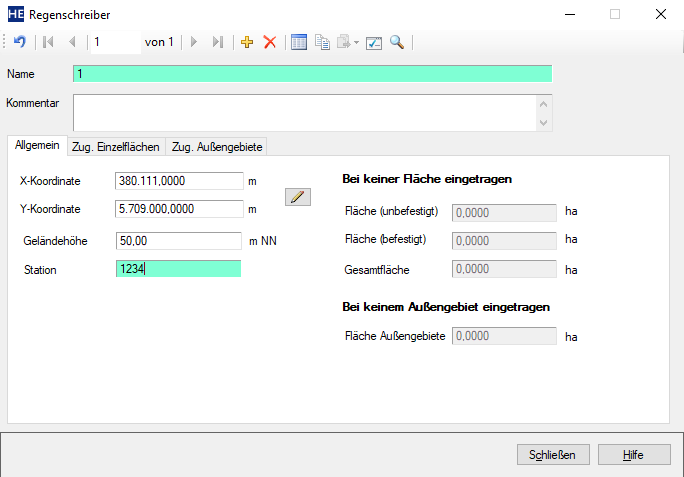 HE Regenschreiber
1 von 1
Name 1
Kommentar
Allgemein Zug. Einzelflächen Zug. Außengebiete
X-Koordinate 380.111,0000 m
Y-Koordinate 5.709.000,0000 m
Geländehöhe 50,00 m NN
Station 1234
Bei keiner Fläche eingetragen
Fläche (unbefestigt) 0,0000 ha
Fläche (befestigt) 0,0000 ha
Gesamtfläche 0,0000 ha
Bei keinem Außengebiet eingetragen
Fläche Außengebiete 0,0000 ha
Schließen Hilfe